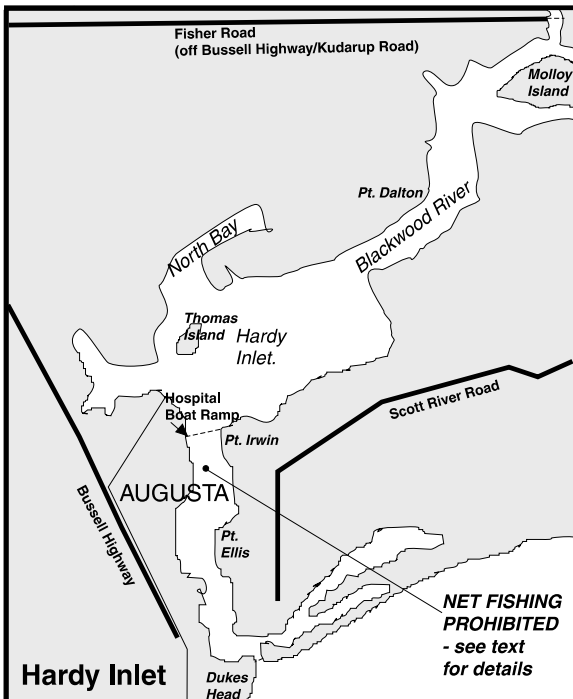 Fisher Road
(off Bussell Highway/Kudarup Road)
Molloy
Island
Pt. Dalton
Blackwood River
North Bay
Thomas
Island
Hardy
Inlet.
Hospital
Boat Ramp
Scott River Road
Pt. Irwin
AUGUSTA
Bussell Highway
Pt.
Ellis
NET FISHING
PROHIBITED
- see text
for details
Hardy Inlet
Dukes
Head